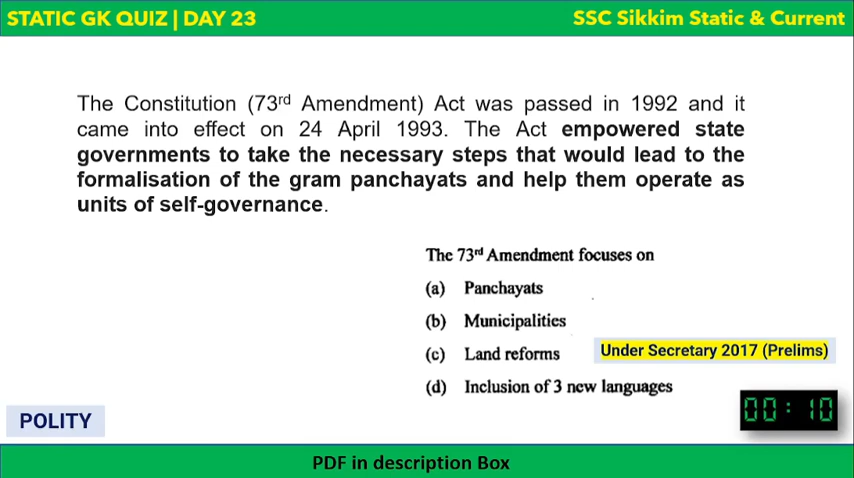 STATIC GK QUIZ | DAY 23
SSC Sikkim Static & Current
The Constitution (73rd Amendment) Act was passed in 1992 and it
came into effect on 24 April 1993. The Act empowered state
governments to take the necessary steps that would lead to the
formalisation of the gram panchayats and help them operate as
units of self-governance.
The 73rd Amendment focuses on
(a) Panchayats
(b) Municipalities
(c) Land reforms
Under Secretary 2017 (Prelims)
(d) Inclusion of 3 new languages
00:10
POLITY
PDF in description Box